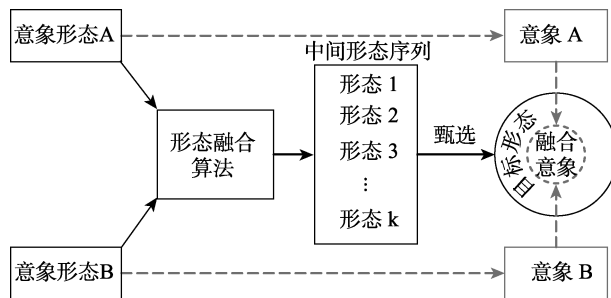 意象形态A
意象 A
中间形态序列
形态 1
形态 2
形态 3
⋮
形态 k
形态融合
算法
甄选
目标形态
融合
意象
意象形态B
意象 B